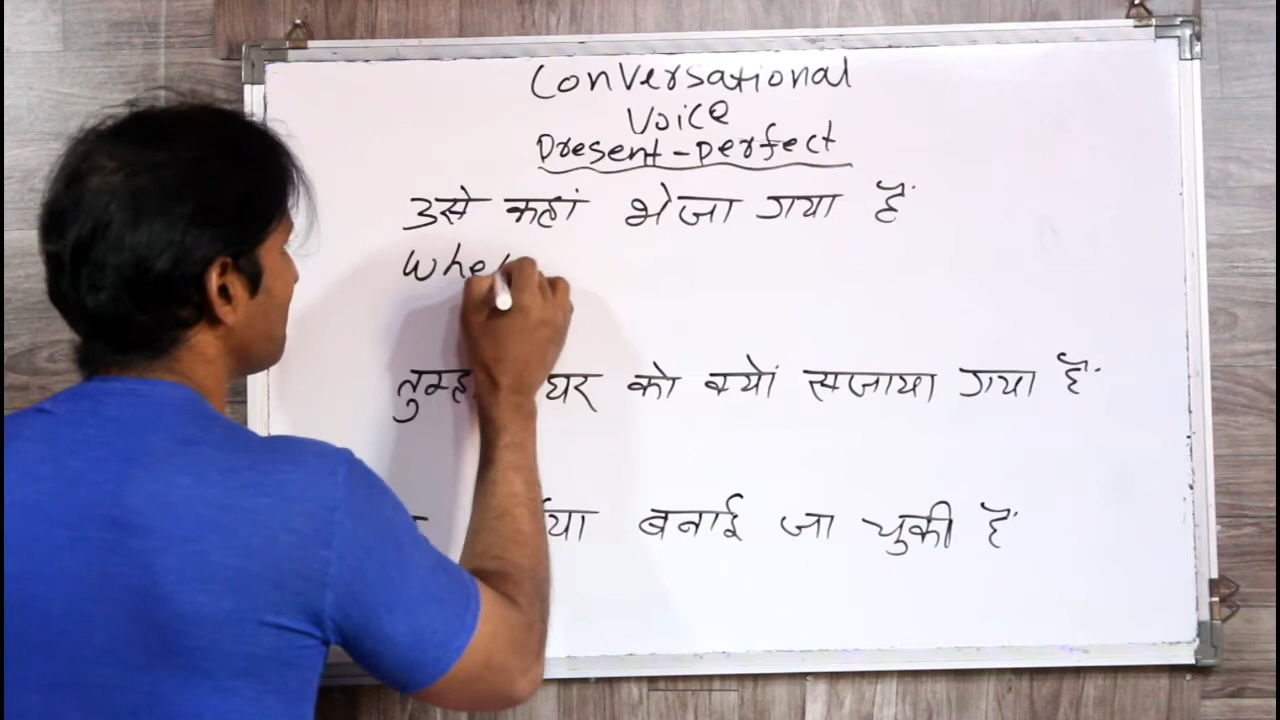 Conversational
Voice
Present-perfect
उसे कहां भेजा गया है
Whe
घर को क्यों सजाया गया है
बनाई जा चुकी है